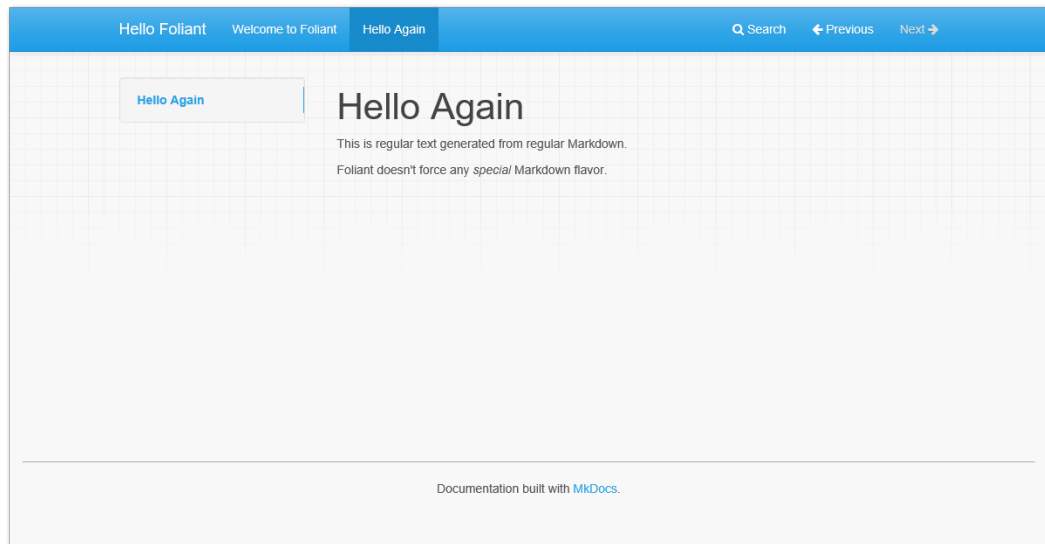 Hello Foliant Welcome to Foliant Hello Again Search Previous Next
Hello Again
Hello Again
This is regular text generated from regular Markdown.
Foliant doesn't force any special Markdown flavor.
Documentation built with MkDocs.